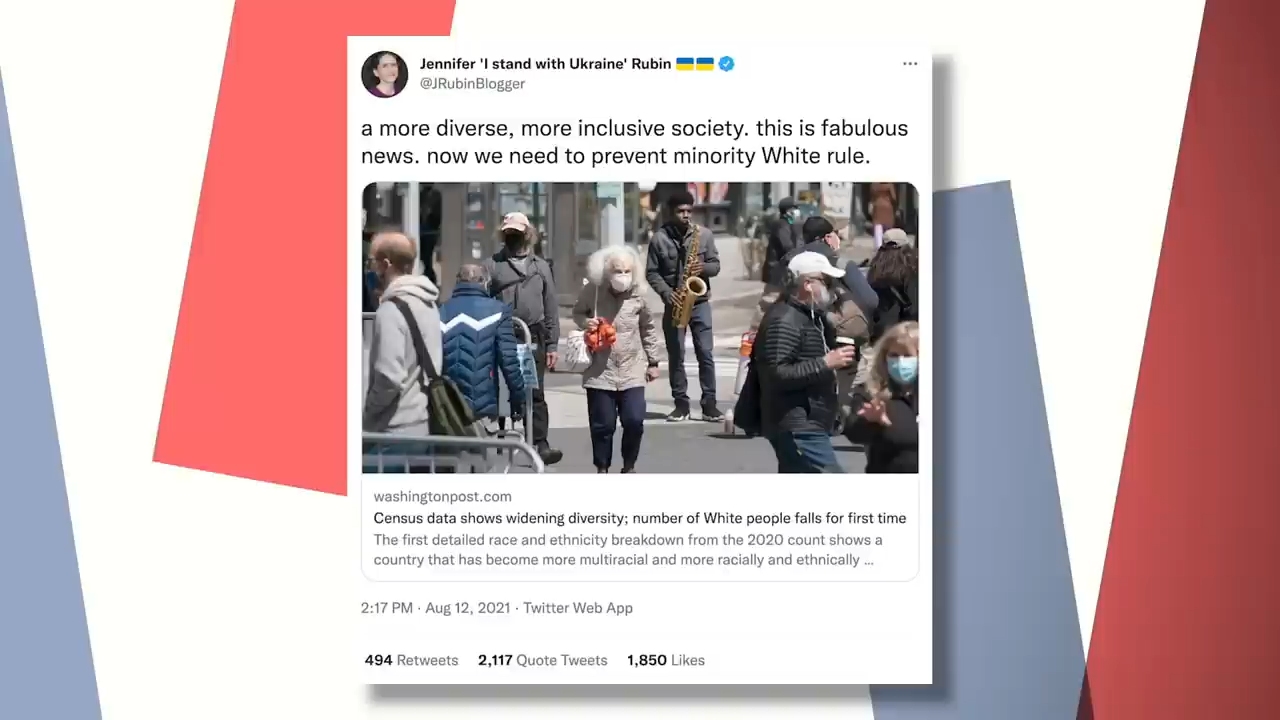 Jennifer 'I stand with Ukraine' Rubin 🇺🇦🇺🇦
@JRubinBlogger
a more diverse, more inclusive society. this is fabulous
news. now we need to prevent minority White rule.
washingtonpost.com
Census data shows widening diversity; number of White people falls for first time
The first detailed race and ethnicity breakdown from the 2020 count shows a
country that has become more multiracial and more racially and ethnically ...
2:17 PM · Aug 12, 2021 · Twitter Web App
494 Retweets 2,117 Quote Tweets 1,850 Likes